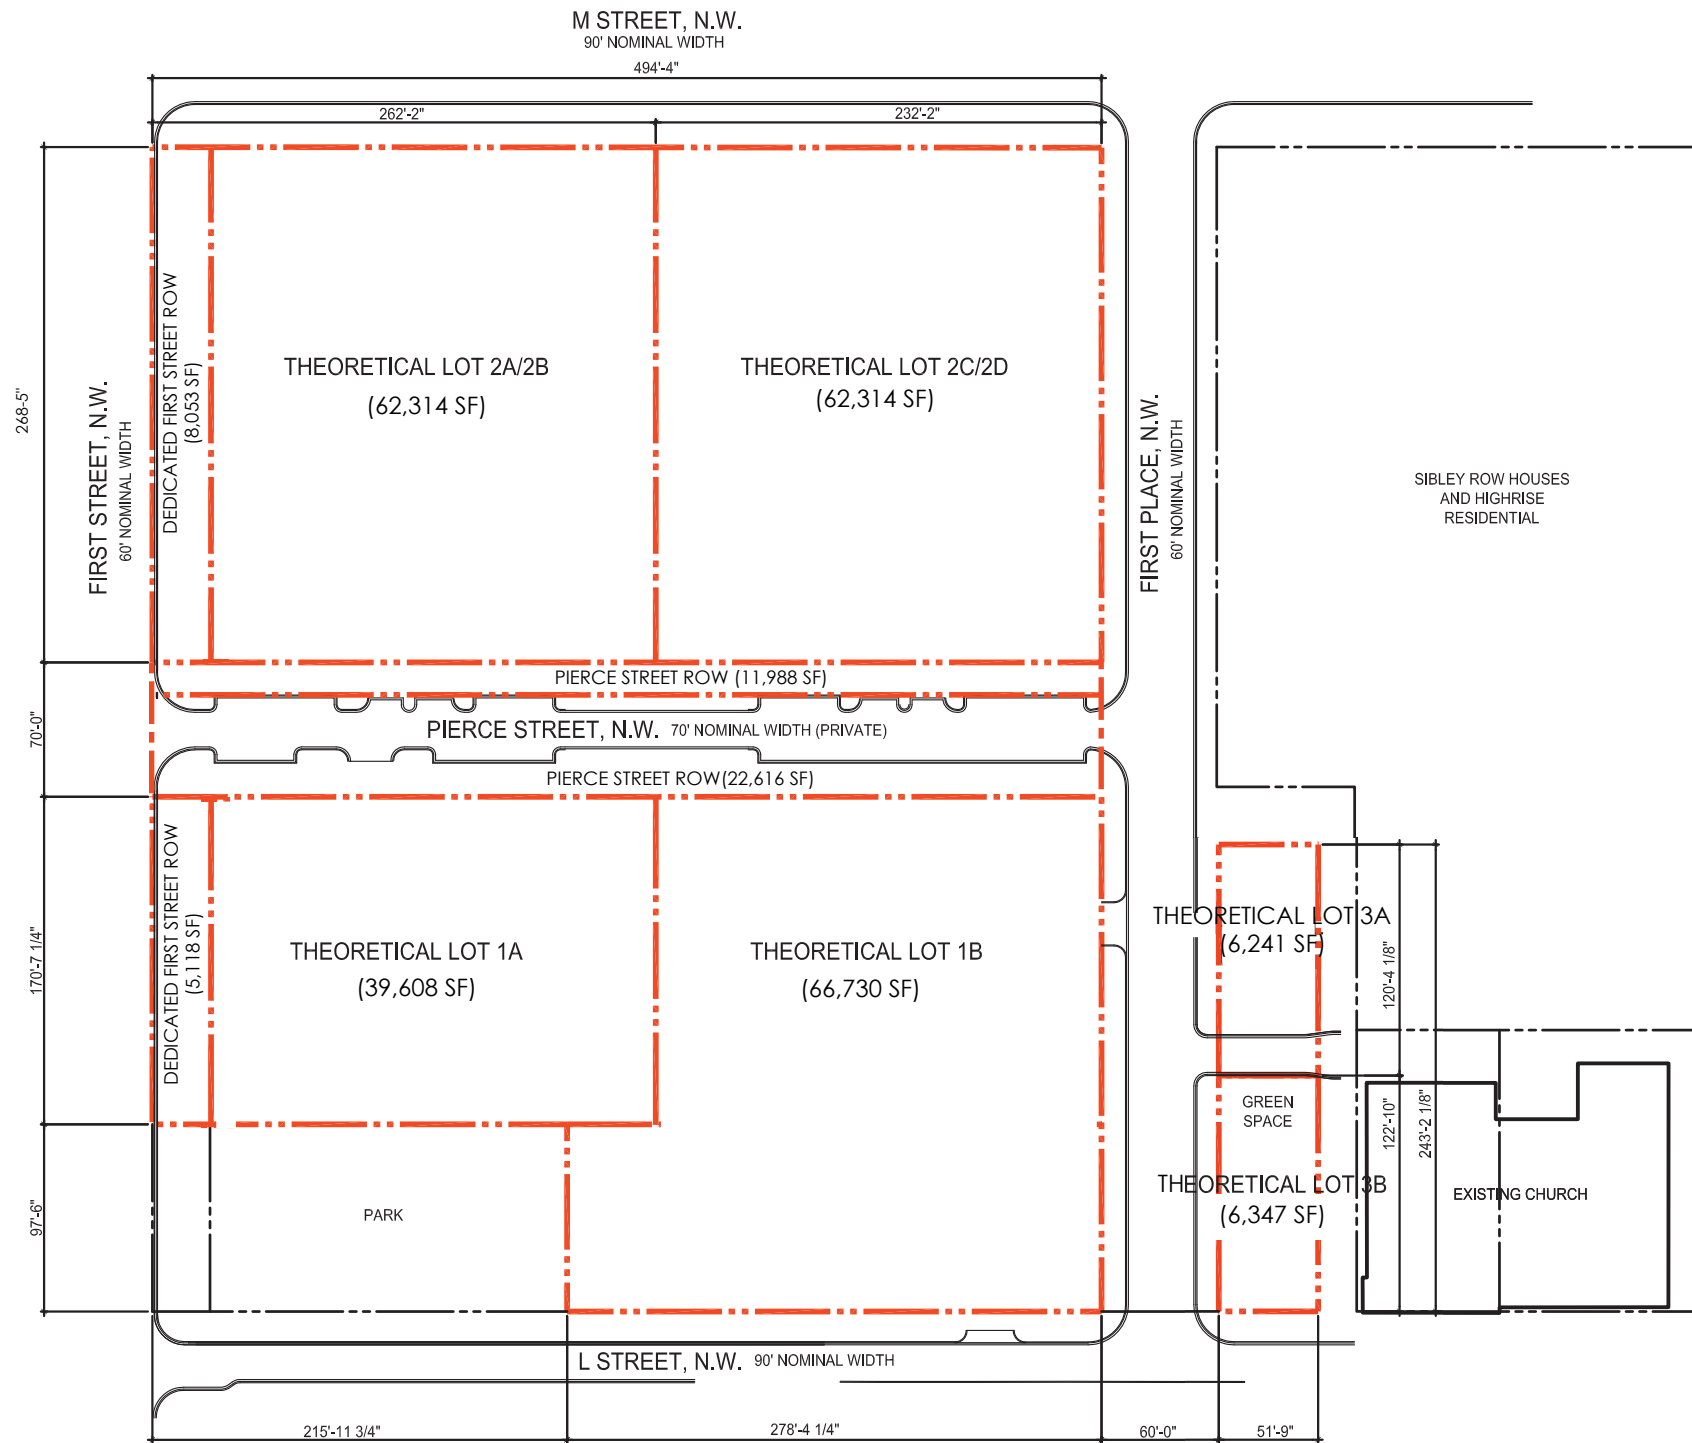 M STREET, N.W.
90' NOMINAL WIDTH
494'-4"
262'-2"
232'-2"
268-5"
FIRST STREET, N.W.
60' NOMINAL WIDTH
DEDICATED FIRST STREET ROW
(8,053 SF)
THEORETICAL LOT 2A/2B
(62,314 SF)
THEORETICAL LOT 2C/2D
(62,314 SF)
FIRST PLACE, N.W.
60' NOMINAL WIDTH
SIBLEY ROW HOUSES
AND HIGHRISE
RESIDENTIAL
PIERCE STREET ROW (11,988 SF)
70'-0"
PIERCE STREET, N.W. 70' NOMINAL WIDTH (PRIVATE)
PIERCE STREET ROW(22,616 SF)
170'-7 1/4"
DEDICATED FIRST STREET ROW
(5,118 SF)
THEORETICAL LOT 1A
(39,608 SF)
THEORETICAL LOT 1B
(66,730 SF)
THEORETICAL LOT 3A
(6,241 SF)
120'-4 1/8"
GREEN
SPACE
122'-10"
243'-2 1/8"
97'-6"
PARK
THEORETICAL LOT 3B
(6,347 SF)
EXISTING CHURCH
L STREET, N.W. 90' NOMINAL WIDTH
215'-11 3/4"
278'-4 1/4"
60'-0"
51'-9"